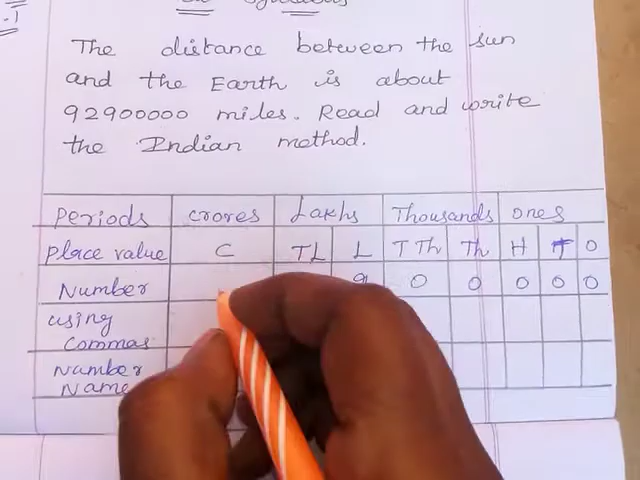 -1
The distance between the sun
and the Earth is about
92900000 miles. Read and write
the Indian method.
Periods crores Lakhs Thousands ones
place value C TL L T Th Th H T O
Number 9 0 0 0 0 0
using
Commas
Number
Name